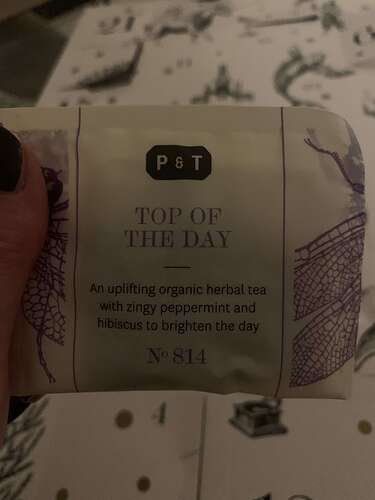 P & T
TOP OF
THE DAY
An uplifting organic herbal tea
with zingy peppermint and
hibiscus to brighten the day
Nº 814